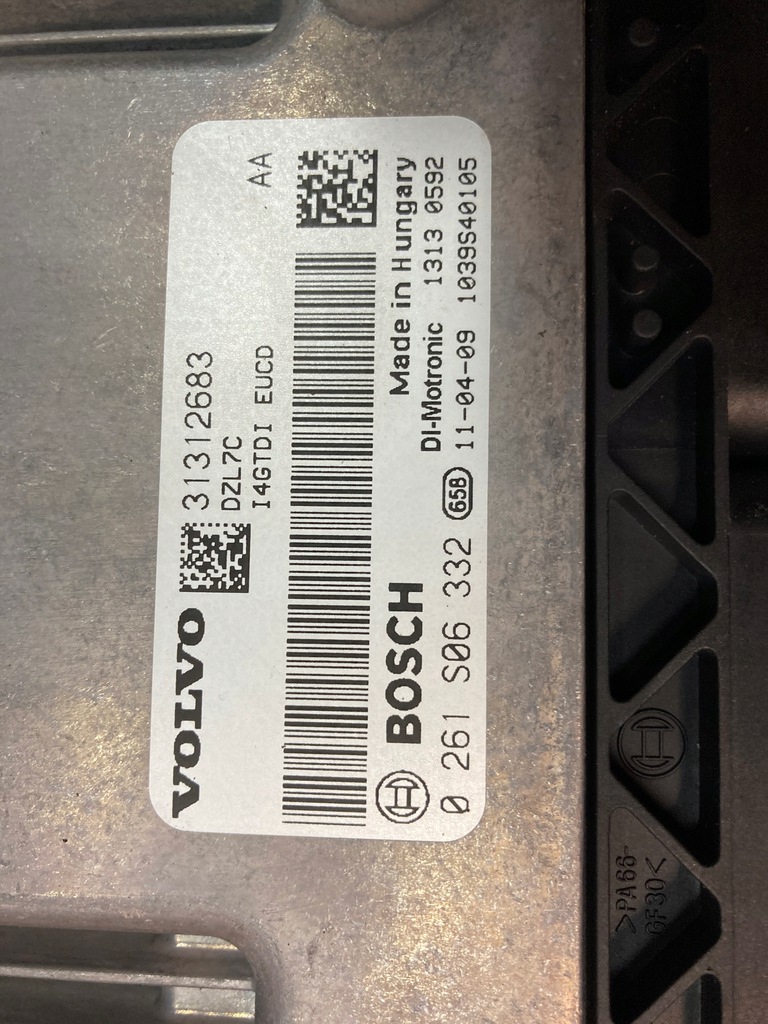 VOLVO 31312683 AA
DZL7C
I4GTDI EUCD
BOSCH Made in Hungary
DI-Motronic 1313 0592
0 261 S06 332 658 11-04-09 1039S40105
>PA66-
GF30<